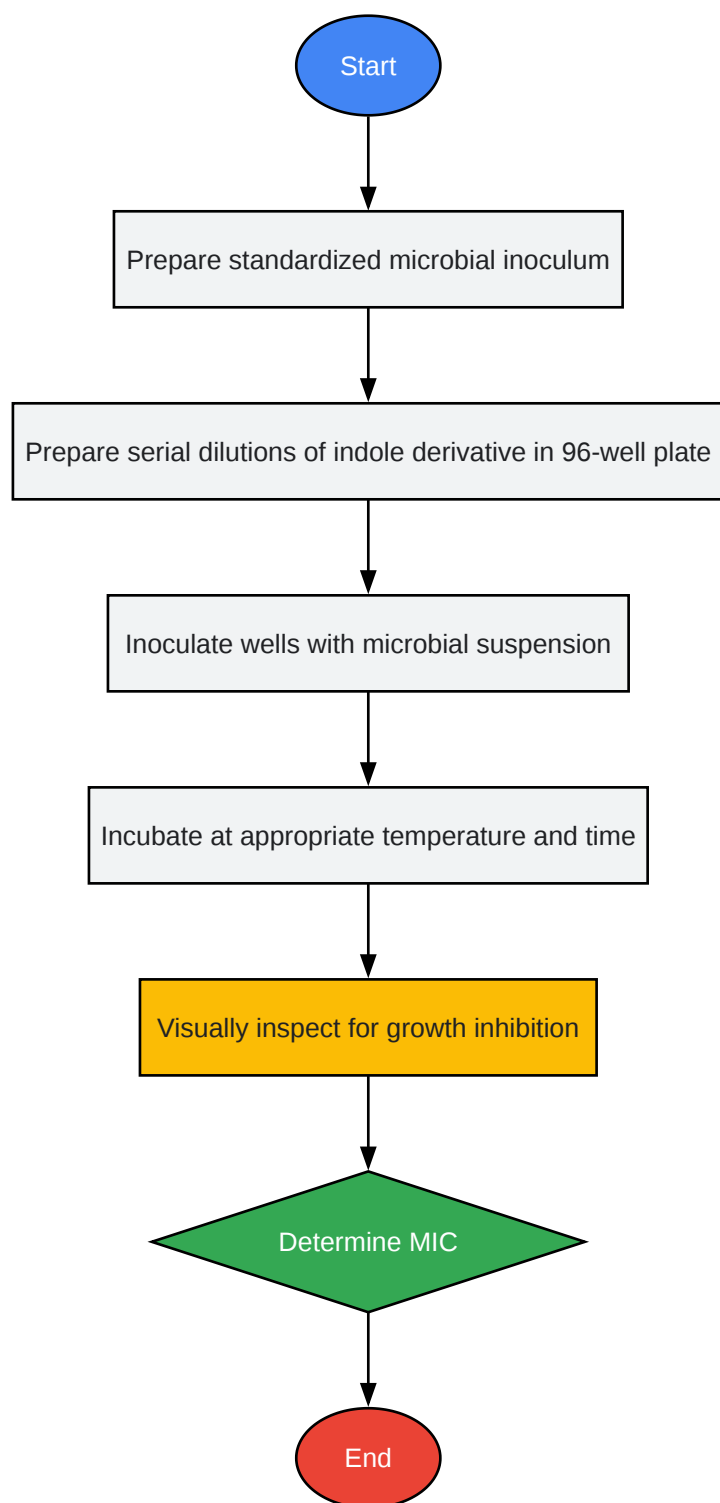 Start
Prepare standardized microbial inoculum
Prepare serial dilutions of indole derivative in 96-well plate
Inoculate wells with microbial suspension
Incubate at appropriate temperature and time
Visually inspect for growth inhibition
Determine MIC
End